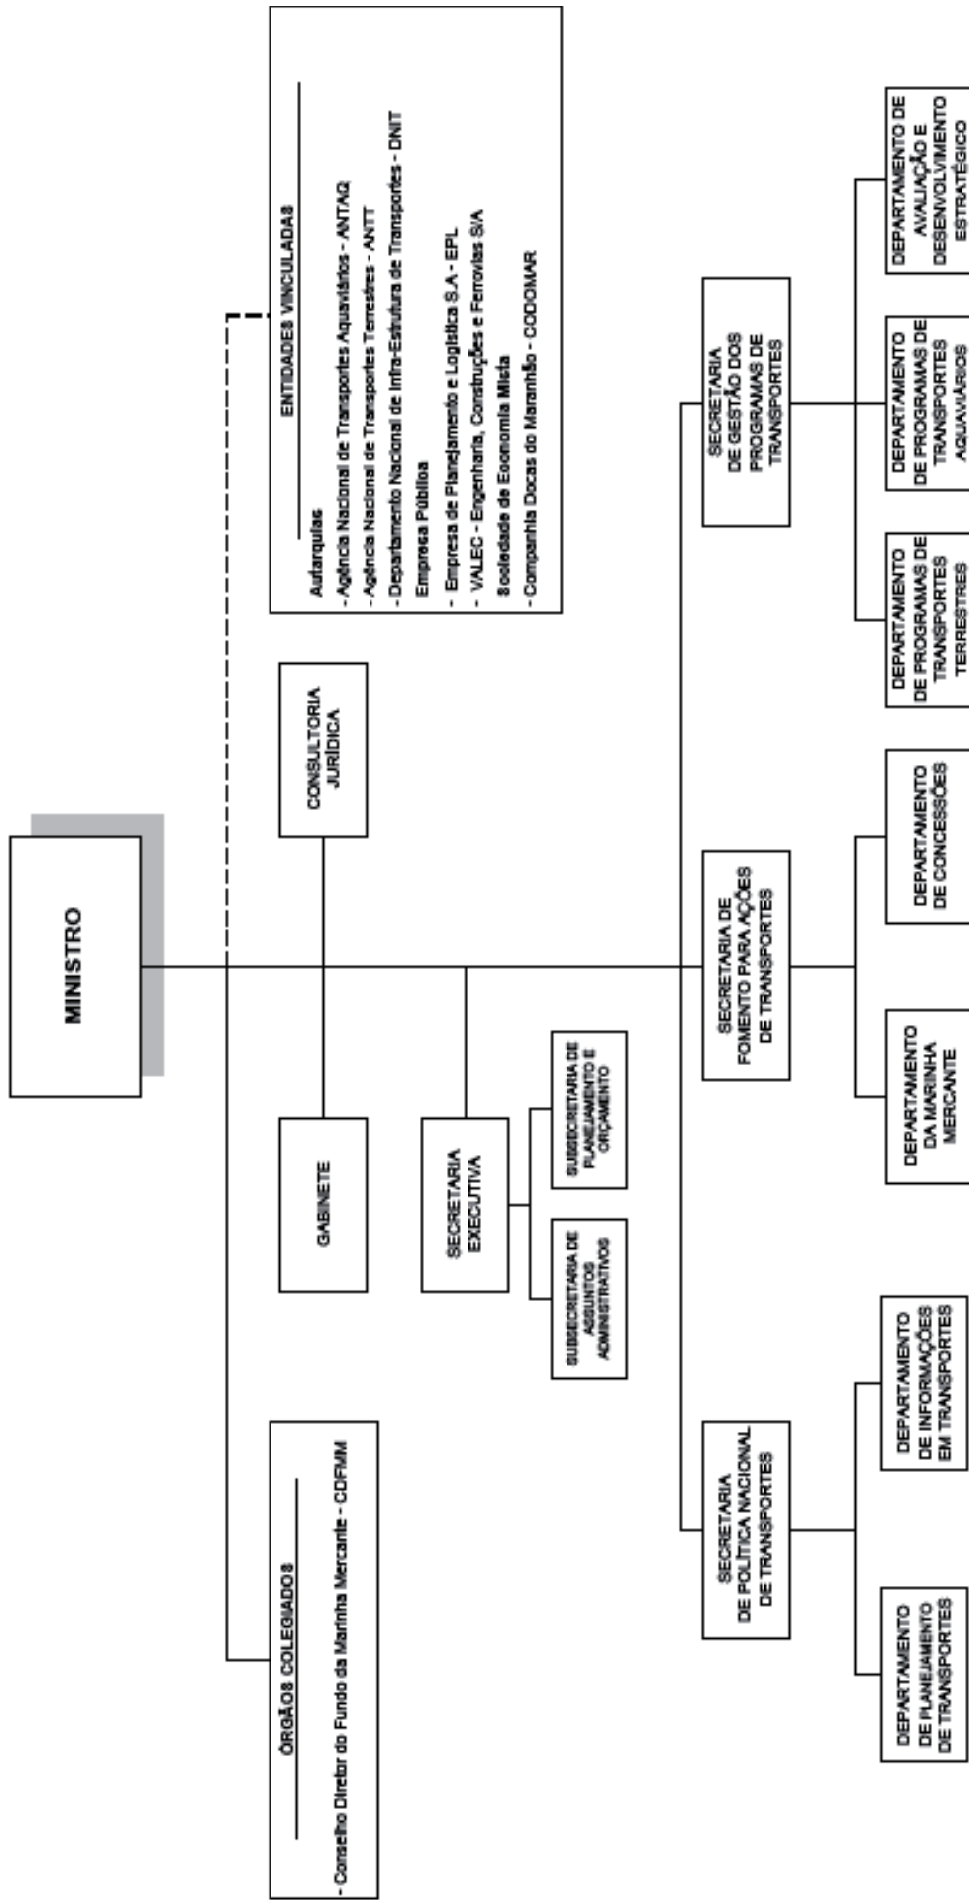 MINISTRO
ÓRGÃOS COLEGIADOS
- Conselho Diretor do Fundo da Marinha Mercante - CDFMM
ENTIDADES VINCULADAS
Autarquias
- Agência Nacional de Transportes Aquaviários - ANTAQ
- Agência Nacional de Transportes Terrestres - ANTT
- Departamento Nacional de Infra-Estrutura de Transportes - DNIT
Empresa Pública
- Empresa de Planejamento e Logística S.A - EPL
- VALEC - Engenharia, Construções e Ferrovias S/A
Sociedade de Economia Mista
- Companhia Docas do Maranhão - CODOMAR
GABINETE
CONSULTORIA
JURÍDICA
SECRETARIA
EXECUTIVA
SUBSECRETARIA DE
ASSUNTOS
ADMINISTRATIVOS
SUBSECRETARIA DE
PLANEJAMENTO E
ORÇAMENTO
SECRETARIA
DE POLÍTICA NACIONAL
DE TRANSPORTES
SECRETARIA DE
FOMENTO PARA AÇÕES
DE TRANSPORTES
SECRETARIA
DE GESTÃO DOS
PROGRAMAS DE
TRANSPORTES
DEPARTAMENTO
DE PLANEJAMENTO
DE TRANSPORTES
DEPARTAMENTO
DE INFORMAÇÕES
EM TRANSPORTES
DEPARTAMENTO
DA MARINHA
MERCANTE
DEPARTAMENTO
DE CONCESSÕES
DEPARTAMENTO
DE PROGRAMAS DE
TRANSPORTES
TERRESTRES
DEPARTAMENTO
DE PROGRAMAS DE
TRANSPORTES
AQUAVIÁRIOS
DEPARTAMENTO DE
AVALIAÇÃO E
DESENVOLVIMENTO
ESTRATÉGICO